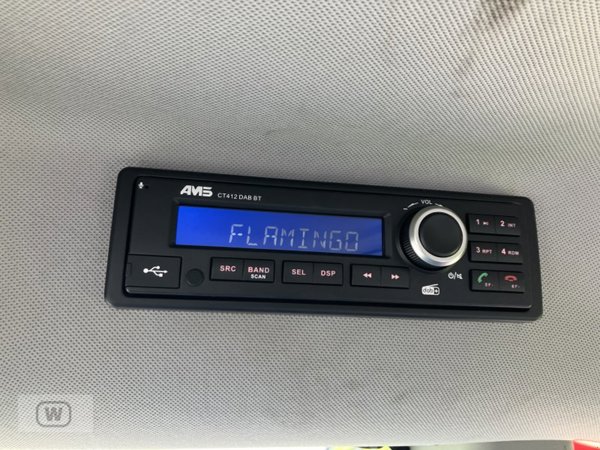 AMS
CT412 DAB BT
VOL
FLAMINGO
1
2 INT
3 RPT 4 RDM
SRC BAND SEL DSP
SCAN
dab+
W